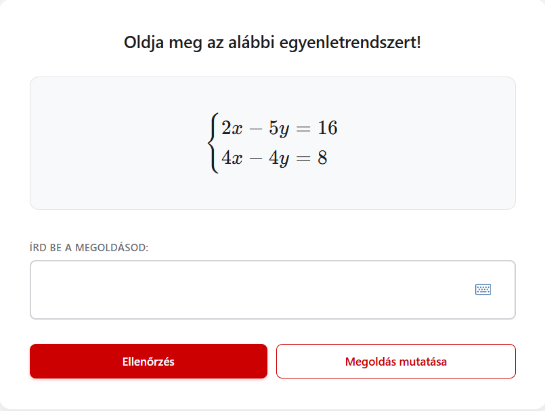 Oldja meg az alábbi egyenletrendszert!
2x − 5y = 16
4x − 4y = 8
ÍRD BE A MEGOLDÁSOD:
Ellenőrzés
Megoldás mutatása